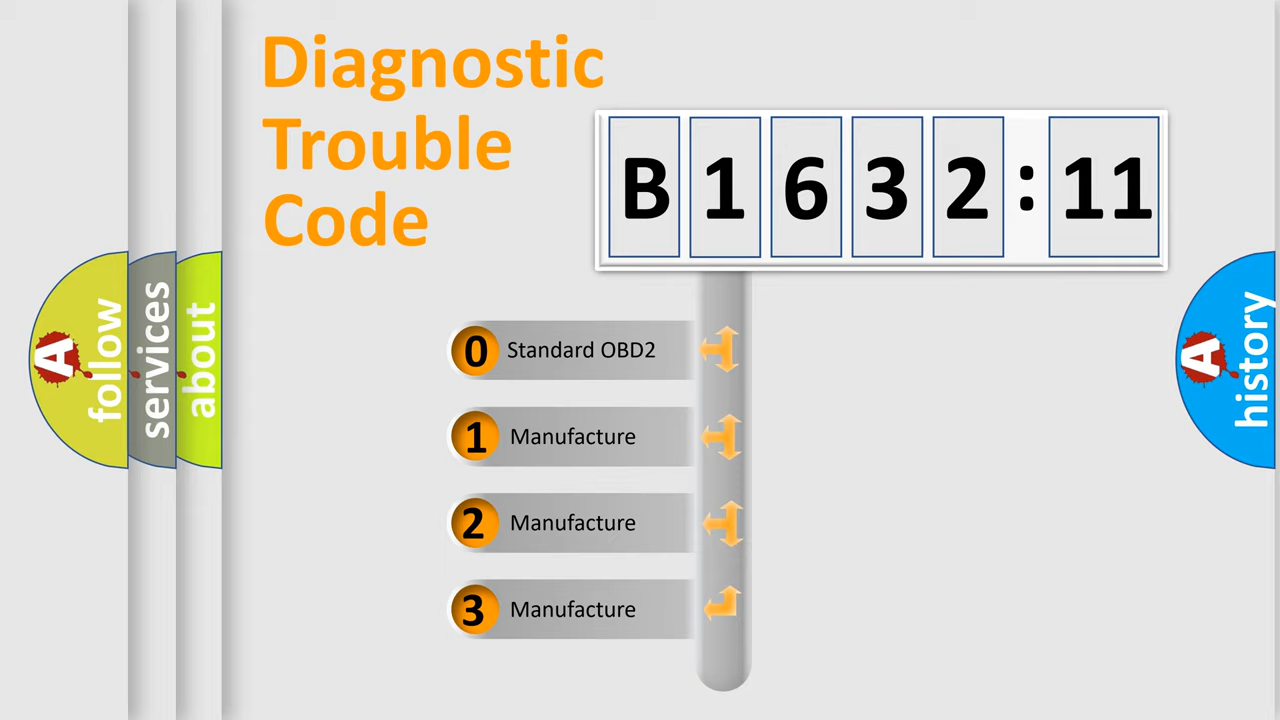 Diagnostic
Trouble
Code
B 1 6 3 2 : 11
0 Standard OBD2
1 Manufacture
2 Manufacture
3 Manufacture
A follow
services
about
A history